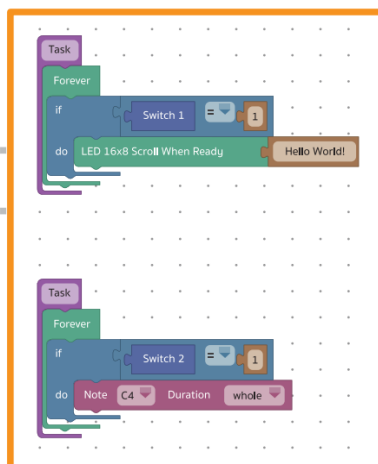 Task
Forever
if Switch 1 = 1
do LED 16x8 Scroll When Ready Hello World!
Task
Forever
if Switch 2 = 1
do Note C4 Duration whole